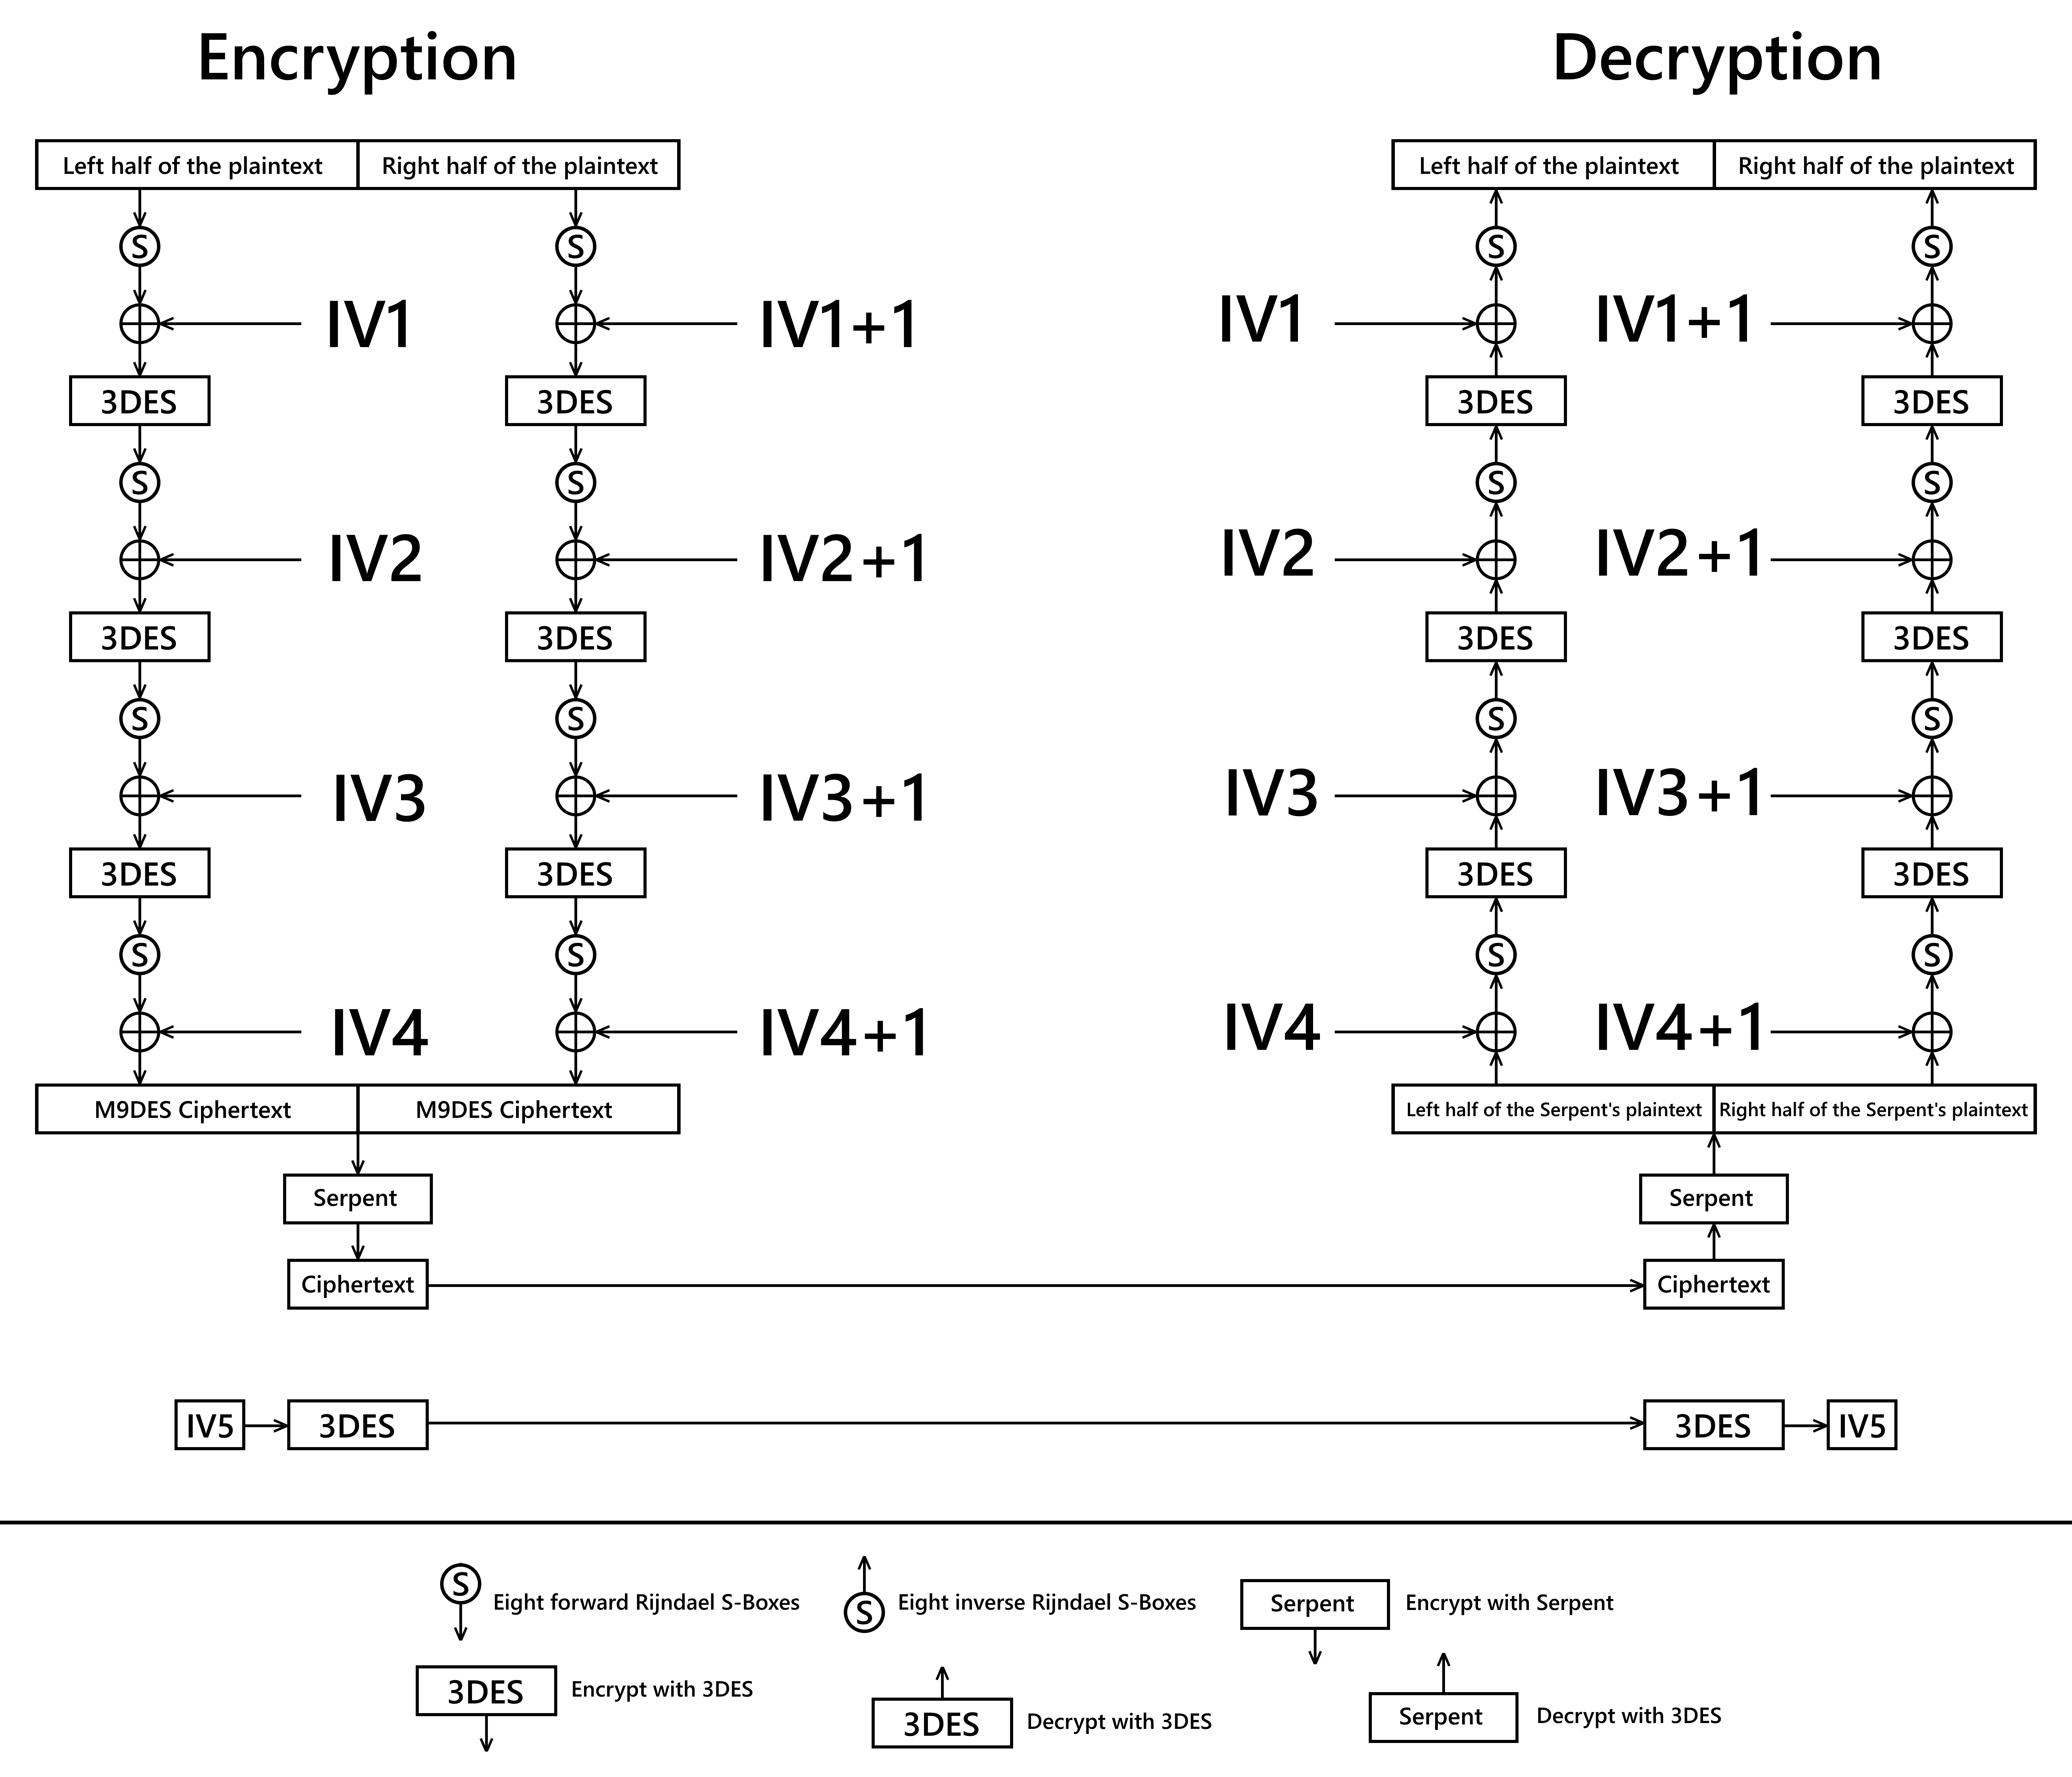 Encryption Decryption
Left half of the plaintext Right half of the plaintext Left half of the plaintext Right half of the plaintext
S S S S
IV1 IV1+1 IV1 IV1+1
3DES 3DES 3DES 3DES
S S S S
IV2 IV2+1 IV2 IV2+1
3DES 3DES 3DES 3DES
S S S S
IV3 IV3+1 IV3 IV3+1
3DES 3DES 3DES 3DES
S S S S
IV4 IV4+1 IV4 IV4+1
M9DES Ciphertext M9DES Ciphertext Left half of the Serpent's plaintext Right half of the Serpent's plaintext
Serpent Serpent
Ciphertext Ciphertext
IV5 3DES 3DES IV5
S Eight forward Rijndael S-Boxes S Eight inverse Rijndael S-Boxes Serpent Encrypt with Serpent
3DES Encrypt with 3DES 3DES Decrypt with 3DES Serpent Decrypt with 3DES